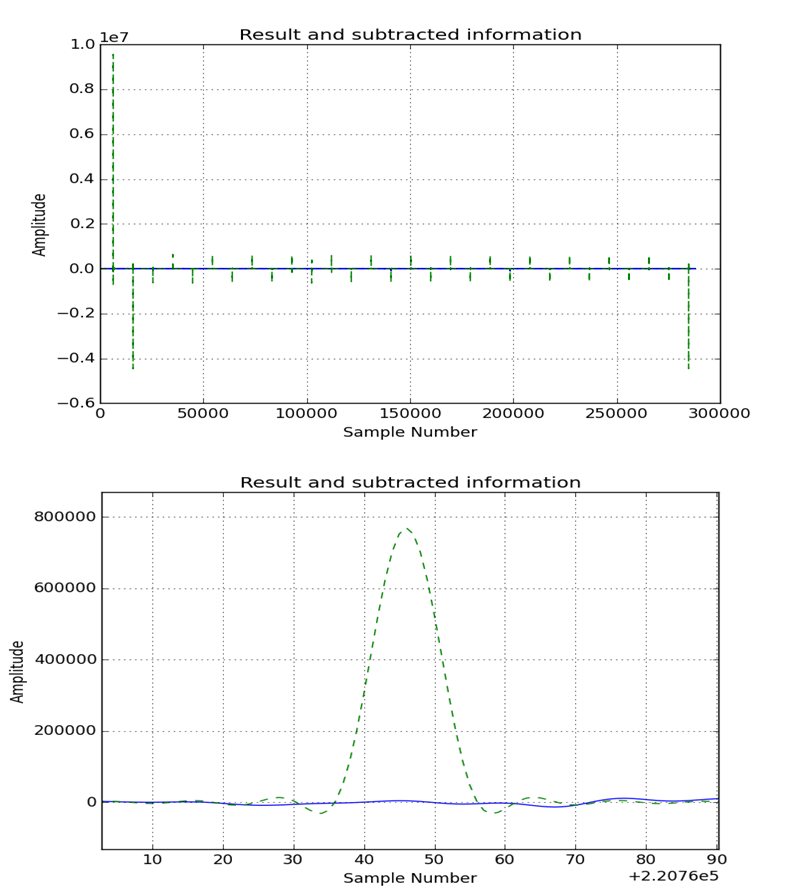 Result and subtracted information
1.0 1e7
0.8
0.6
0.4
0.2
0.0
−0.2
−0.4
−0.6
Amplitude
0 50000 100000 150000 200000 250000 300000
Sample Number
Result and subtracted information
800000
600000
400000
200000
0
Amplitude
10 20 30 40 50 60 70 80 90
+2.2076e5
Sample Number